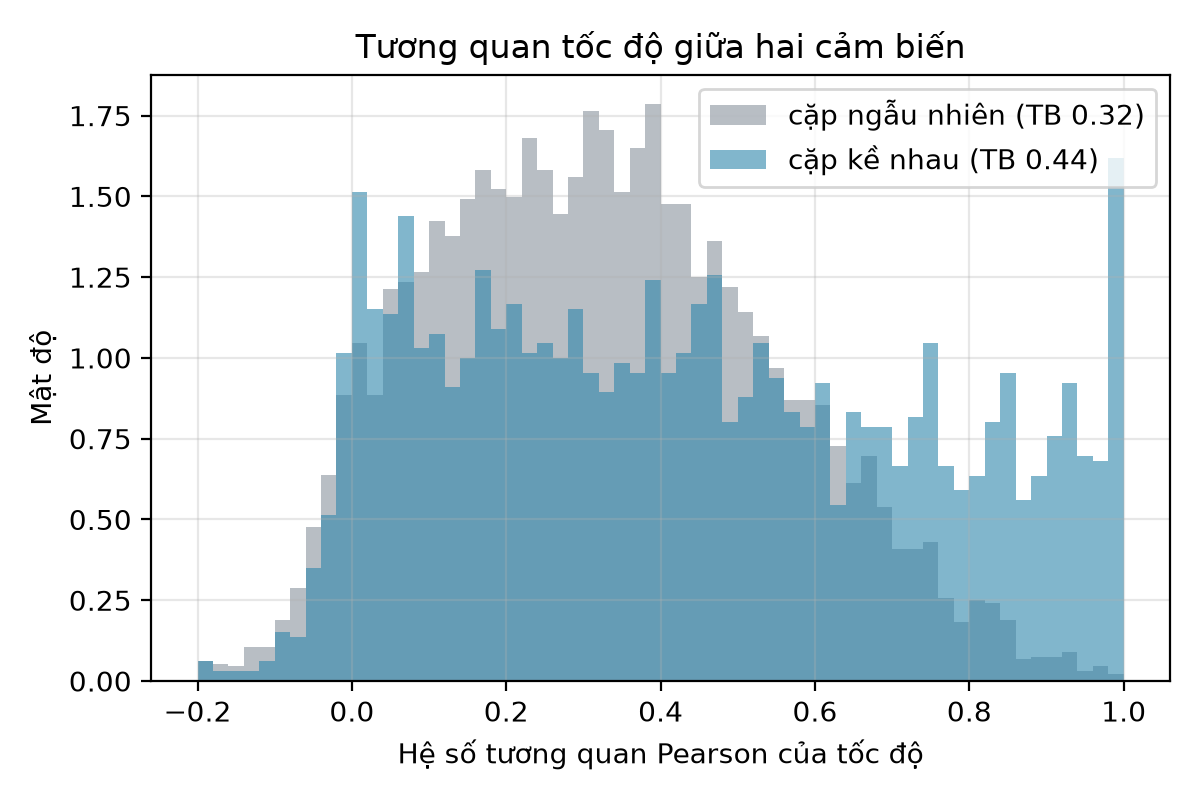 Tương quan tốc độ giữa hai cảm biến
cặp ngẫu nhiên (TB 0.32)
cặp kề nhau (TB 0.44)
Mật độ
1.75
1.50
1.25
1.00
0.75
0.50
0.25
0.00
−0.2 0.0 0.2 0.4 0.6 0.8 1.0
Hệ số tương quan Pearson của tốc độ